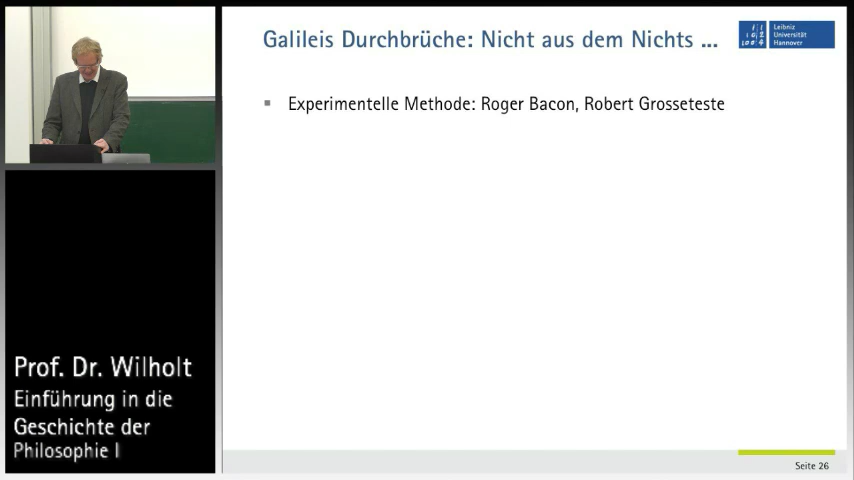 Galileis Durchbrüche: Nicht aus dem Nichts ...
Leibniz
Universität
Hannover
Experimentelle Methode: Roger Bacon, Robert Grosseteste
Prof. Dr. Wilholt
Einführung in die
Geschichte der
Philosophie I
Seite 26